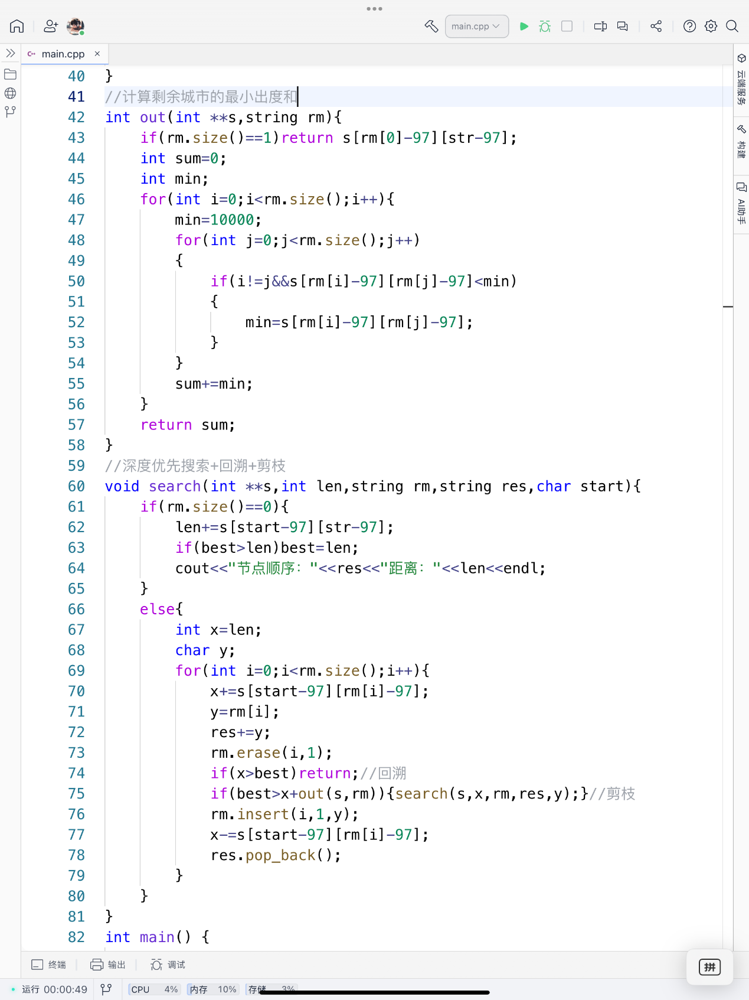 main.cpp
main.cpp
云端服务
构建
AI助手
40 }
41 //计算剩余城市的最小出度和
42 int out(int **s,string rm){
43 if(rm.size()==1)return s[rm[0]-97][str-97];
44 int sum=0;
45 int min;
46 for(int i=0;i<rm.size();i++){
47 min=10000;
48 for(int j=0;j<rm.size();j++)
49 {
50 if(i!=j&&s[rm[i]-97][rm[j]-97]<min)
51 {
52 min=s[rm[i]-97][rm[j]-97];
53 }
54 }
55 sum+=min;
56 }
57 return sum;
58 }
59 //深度优先搜索+回溯+剪枝
60 void search(int **s,int len,string rm,string res,char start){
61 if(rm.size()==0){
62 len+=s[start-97][str-97];
63 if(best>len)best=len;
64 cout<<"节点顺序："<<res<<"距离："<<len<<endl;
65 }
66 else{
67 int x=len;
68 char y;
69 for(int i=0;i<rm.size();i++){
70 x+=s[start-97][rm[i]-97];
71 y=rm[i];
72 res+=y;
73 rm.erase(i,1);
74 if(x>best)return;//回溯
75 if(best>x+out(s,rm)){search(s,x,rm,res,y);}//剪枝
76 rm.insert(i,1,y);
77 x-=s[start-97][rm[i]-97];
78 res.pop_back();
79 }
80 }
81 }
82 int main() {
终端 输出 调试
拼
运行 00:00:49 CPU 4% 内存 10% 存储 3%